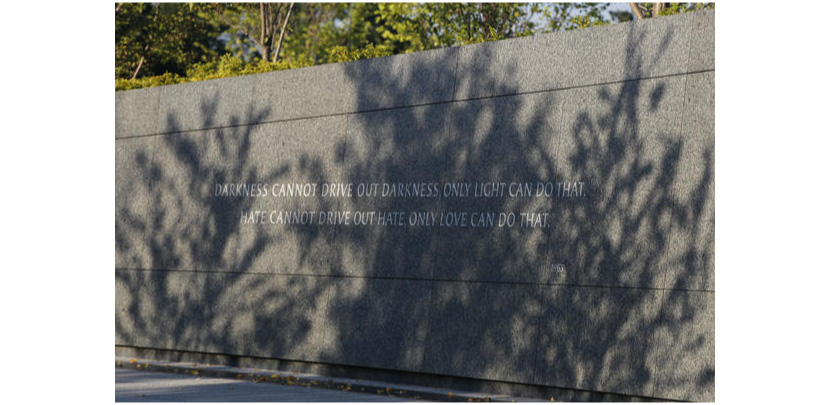 DARKNESS CANNOT DRIVE OUT DARKNESS, ONLY LIGHT CAN DO THAT.
HATE CANNOT DRIVE OUT HATE, ONLY LOVE CAN DO THAT.
1963